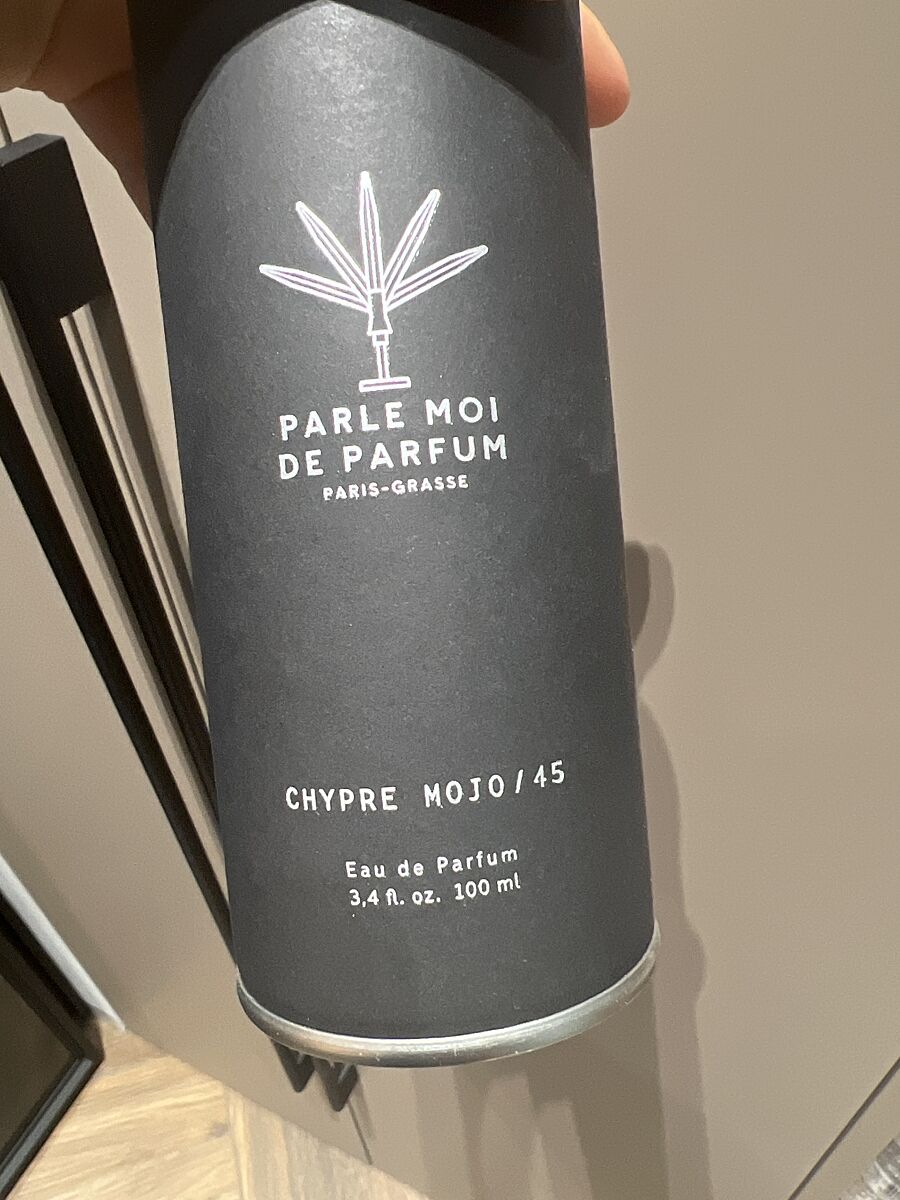 PARLE MOI
DE PARFUM
PARIS-GRASSE
CHYPRE MOJO/45
Eau de Parfum
3,4 fl. oz. 100 ml